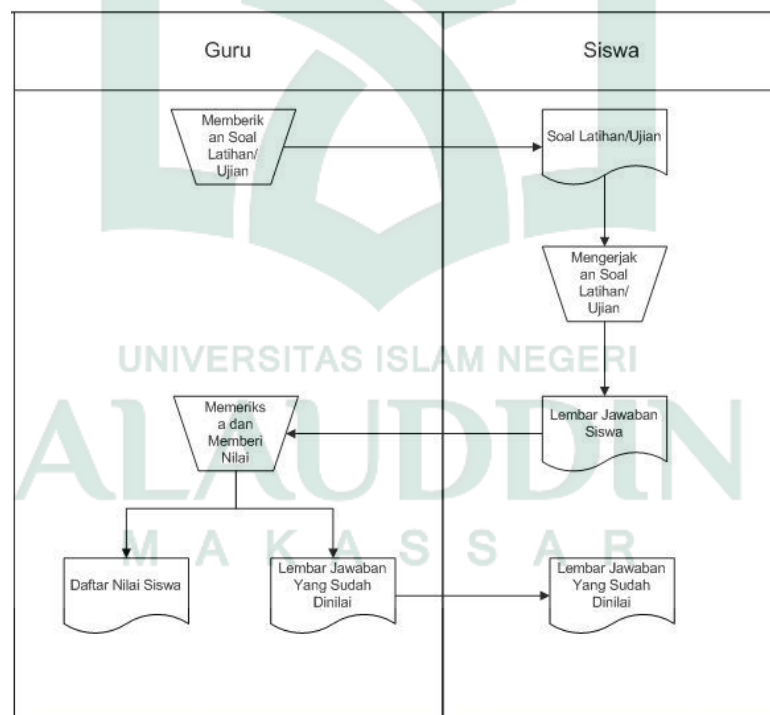 Guru
Siswa
Memberik
an Soal
Latihan/
Ujian
Soal Latihan/Ujian
Mengerjak
an Soal
Latihan/
Ujian
UNIVERSITAS ISLAM NEGERI
Memeriks
a dan
Memberi
Nilai
Lembar Jawaban
Siswa
ALAUDDIN
M A K A S S A R
Daftar Nilai Siswa
Lembar Jawaban
Yang Sudah
Dinilai
Lembar Jawaban
Yang Sudah
Dinilai